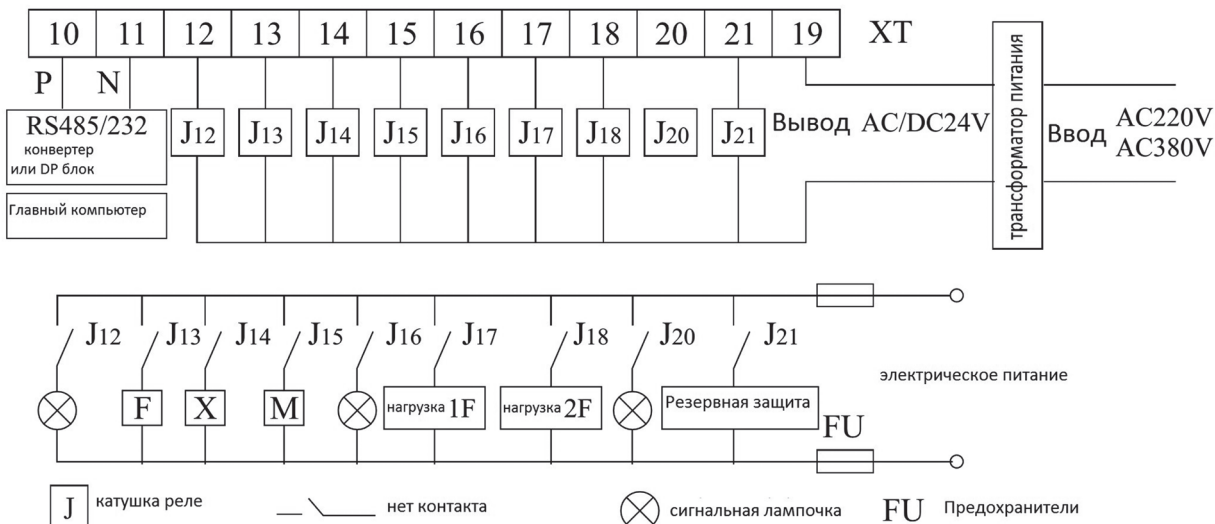 10 11 12 13 14 15 16 17 18 20 21 19 XT
P N
RS485/232
конвертер
или DP блок
Главный компьютер
J12 J13 J14 J15 J16 J17 J18 J20 J21
Вывод AC/DC24V
трансформатор питания
Ввод
AC220V
AC380V
J12 J13 J14 J15 J16 J17 J18 J20 J21
электрическое питание
F X M нагрузка 1F нагрузка 2F Резервная защита
FU
J катушка реле
нет контакта
сигнальная лампочка
FU Предохранители